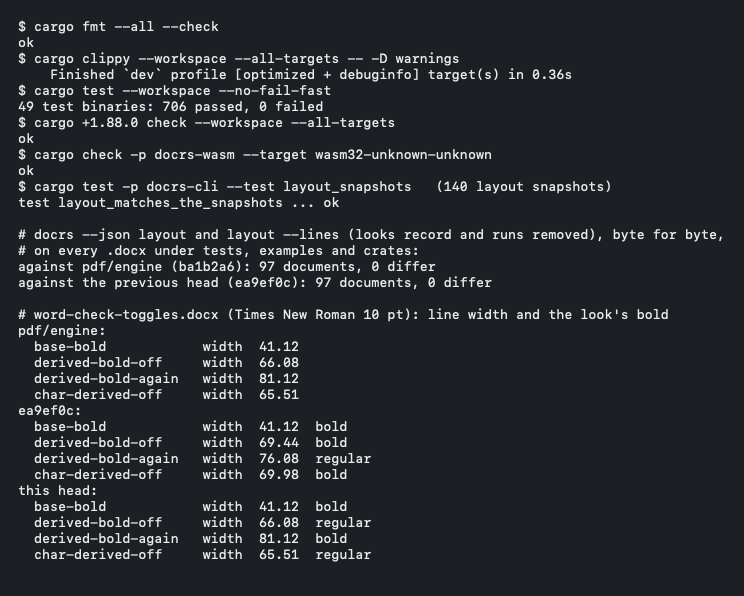 $ cargo fmt --all --check
ok
$ cargo clippy --workspace --all-targets -- -D warnings
    Finished `dev` profile [optimized + debuginfo] target(s) in 0.36s
$ cargo test --workspace --no-fail-fast
49 test binaries: 706 passed, 0 failed
$ cargo +1.88.0 check --workspace --all-targets
ok
$ cargo check -p docrs-wasm --target wasm32-unknown-unknown
ok
$ cargo test -p docrs-cli --test layout_snapshots   (140 layout snapshots)
test layout_matches_the_snapshots ... ok

# docrs --json layout and layout --lines (looks record and runs removed), byte for byte,
# on every .docx under tests, examples and crates:
against pdf/engine (ba1b2a6): 97 documents, 0 differ
against the previous head (ea9ef0c): 97 documents, 0 differ

# word-check-toggles.docx (Times New Roman 10 pt): line width and the look's bold
pdf/engine:
  base-bold            width  41.12
  derived-bold-off     width  66.08
  derived-bold-again   width  81.12
  char-derived-off     width  65.51
ea9ef0c:
  base-bold            width  41.12  bold
  derived-bold-off     width  69.44  bold
  derived-bold-again   width  76.08  regular
  char-derived-off     width  69.98  bold
this head:
  base-bold            width  41.12  bold
  derived-bold-off     width  66.08  regular
  derived-bold-again   width  81.12  bold
  char-derived-off     width  65.51  regular